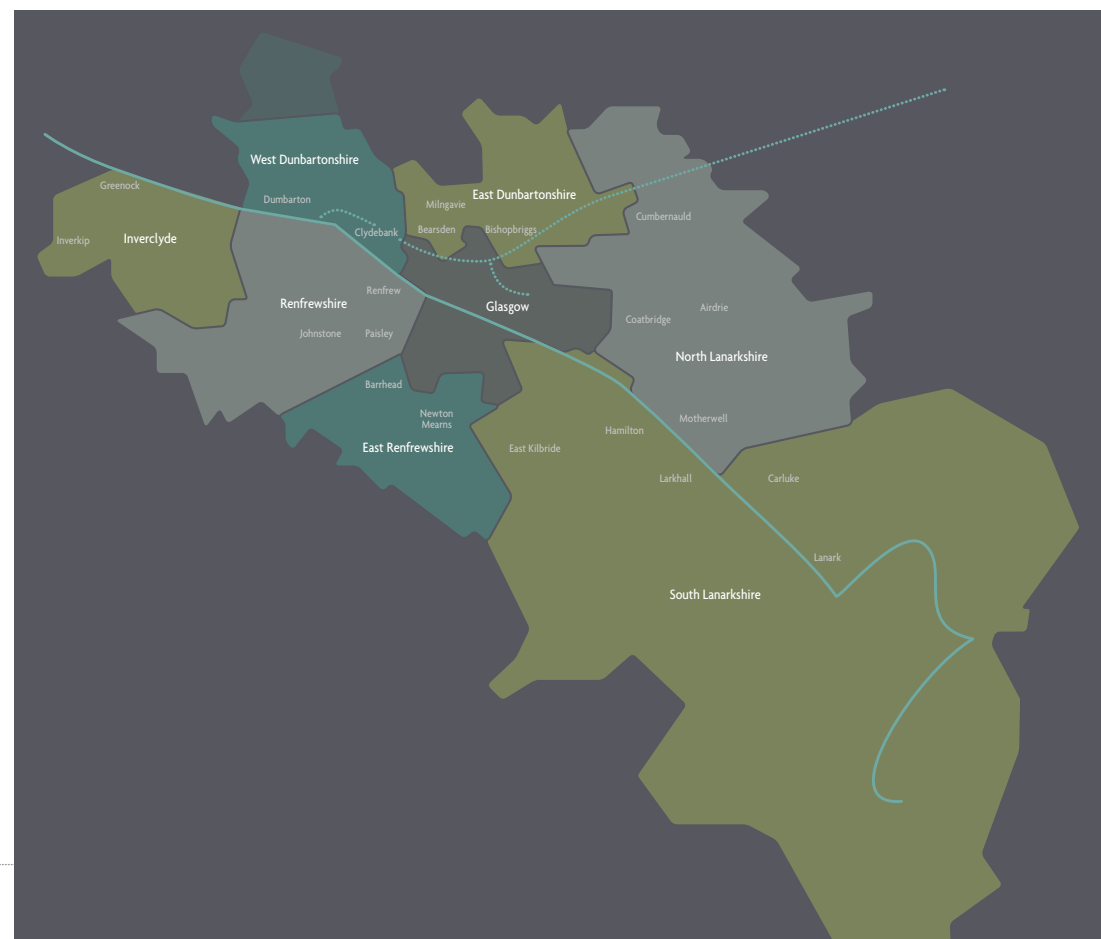 West Dunbartonshire
Greenock
East Dunbartonshire
Dumbarton
Milngavie
Cumbernauld
Clydebank
Bearsden
Bishopbriggs
Inverkip
Inverclyde
Renfrew
Renfrewshire
Glasgow
Airdrie
Coatbridge
Johnstone
Paisley
North Lanarkshire
Barrhead
Newton
Mearns
Motherwell
Hamilton
East Renfrewshire
East Kilbride
Larkhall
Carluke
Lanark
South Lanarkshire